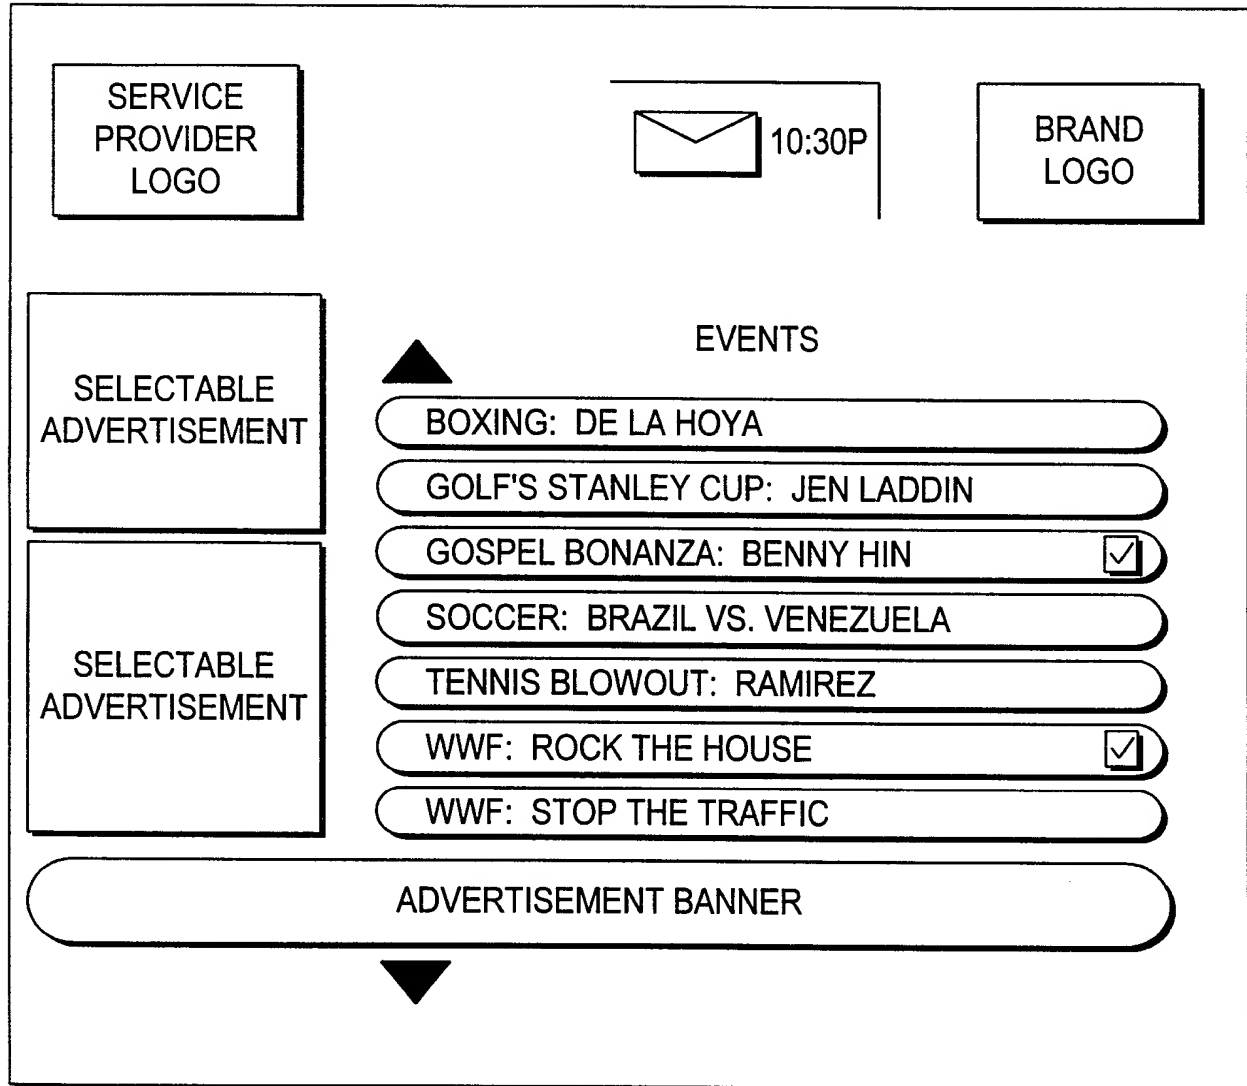 SERVICE
PROVIDER
LOGO
10:30P
BRAND
LOGO
SELECTABLE
ADVERTISEMENT
SELECTABLE
ADVERTISEMENT
EVENTS
BOXING: DE LA HOYA
GOLF'S STANLEY CUP: JEN LADDIN
GOSPEL BONANZA: BENNY HIN
SOCCER: BRAZIL VS. VENEZUELA
TENNIS BLOWOUT: RAMIREZ
WWF: ROCK THE HOUSE
WWF: STOP THE TRAFFIC
ADVERTISEMENT BANNER